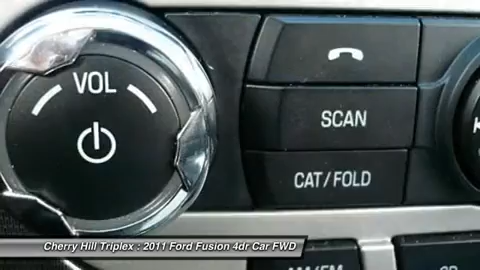 VOL
SCAN
CAT/FOLD
Cherry Hill Triplex : 2011 Ford Fusion 4dr Car FWD